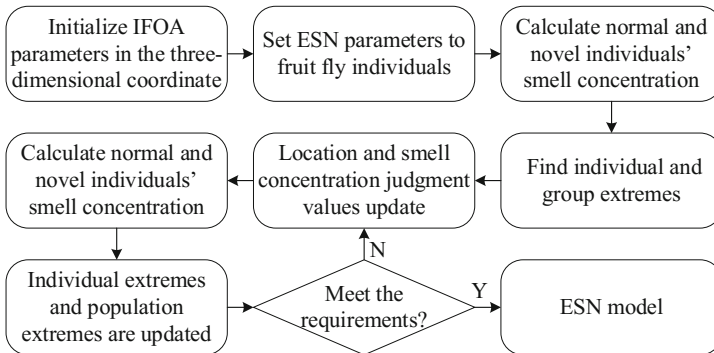 Initialize IFOA
parameters in the three-
dimensional coordinate
Set ESN parameters to
fruit fly individuals
Calculate normal and
novel individuals'
smell concentration
Find individual and
group extremes
Location and smell
concentration judgment
values update
Calculate normal and
novel individuals'
smell concentration
Individual extremes
and population
extremes are updated
Meet the
requirements?
N
Y
ESN model